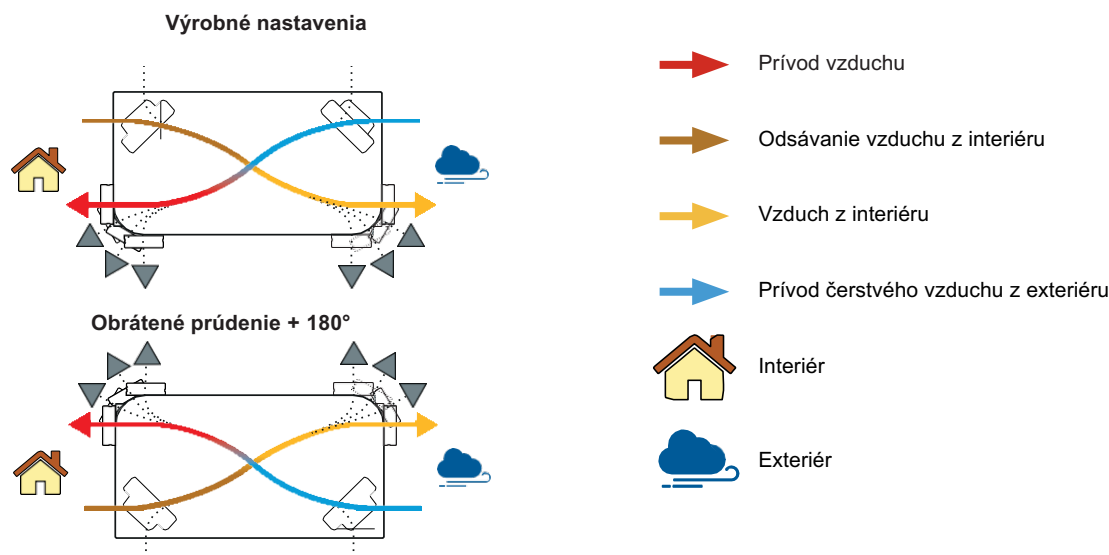 Výrobné nastavenia
Prívod vzduchu
Odsávanie vzduchu z interiéru
Vzduch z interiéru
Prívod čerstvého vzduchu z exteriéru
Obrátené prúdenie + 180°
Interiér
Exteriér